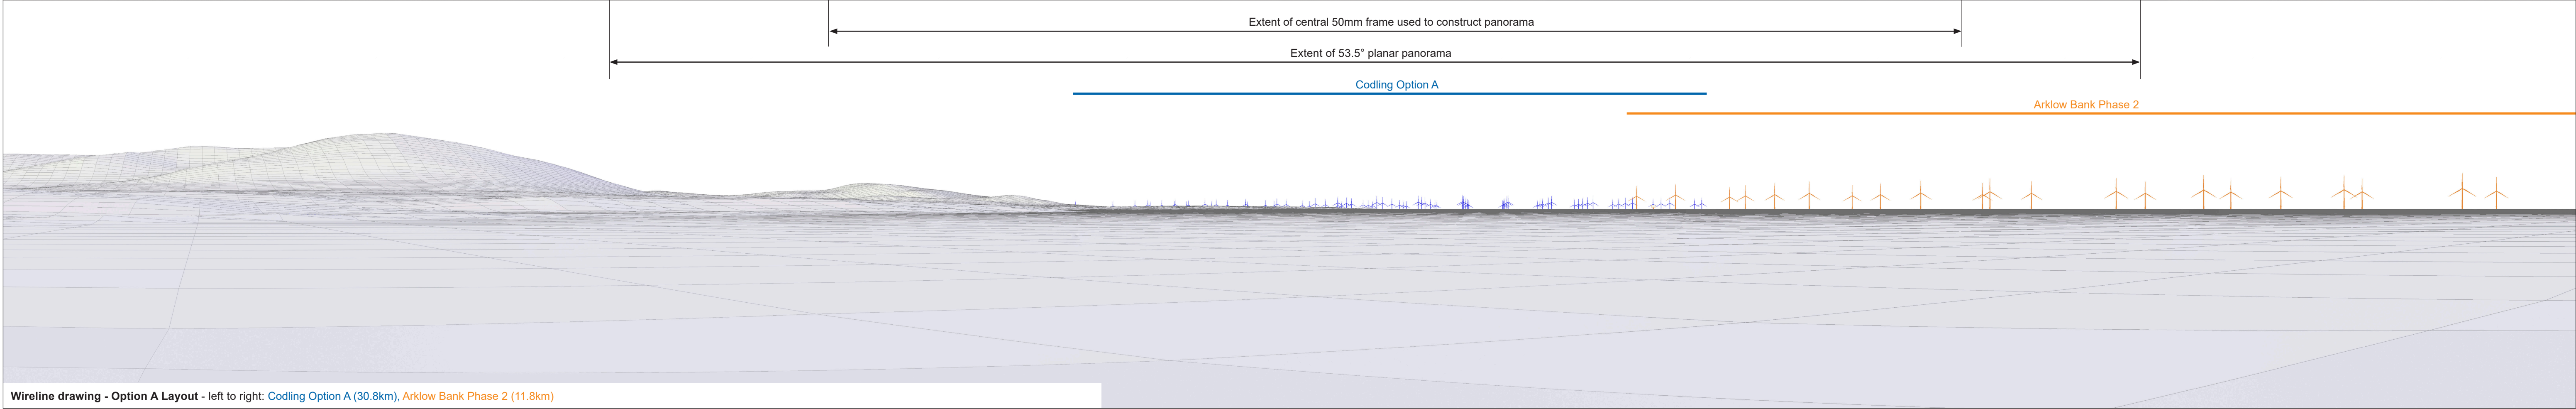 Extent of central 50mm frame used to construct panorama
Extent of 53.5° planar panorama
Codling Option A
Arklow Bank Phase 2
Wireline drawing - Option A Layout - left to right: Codling Option A (30.8km), Arklow Bank Phase 2 (11.8km)